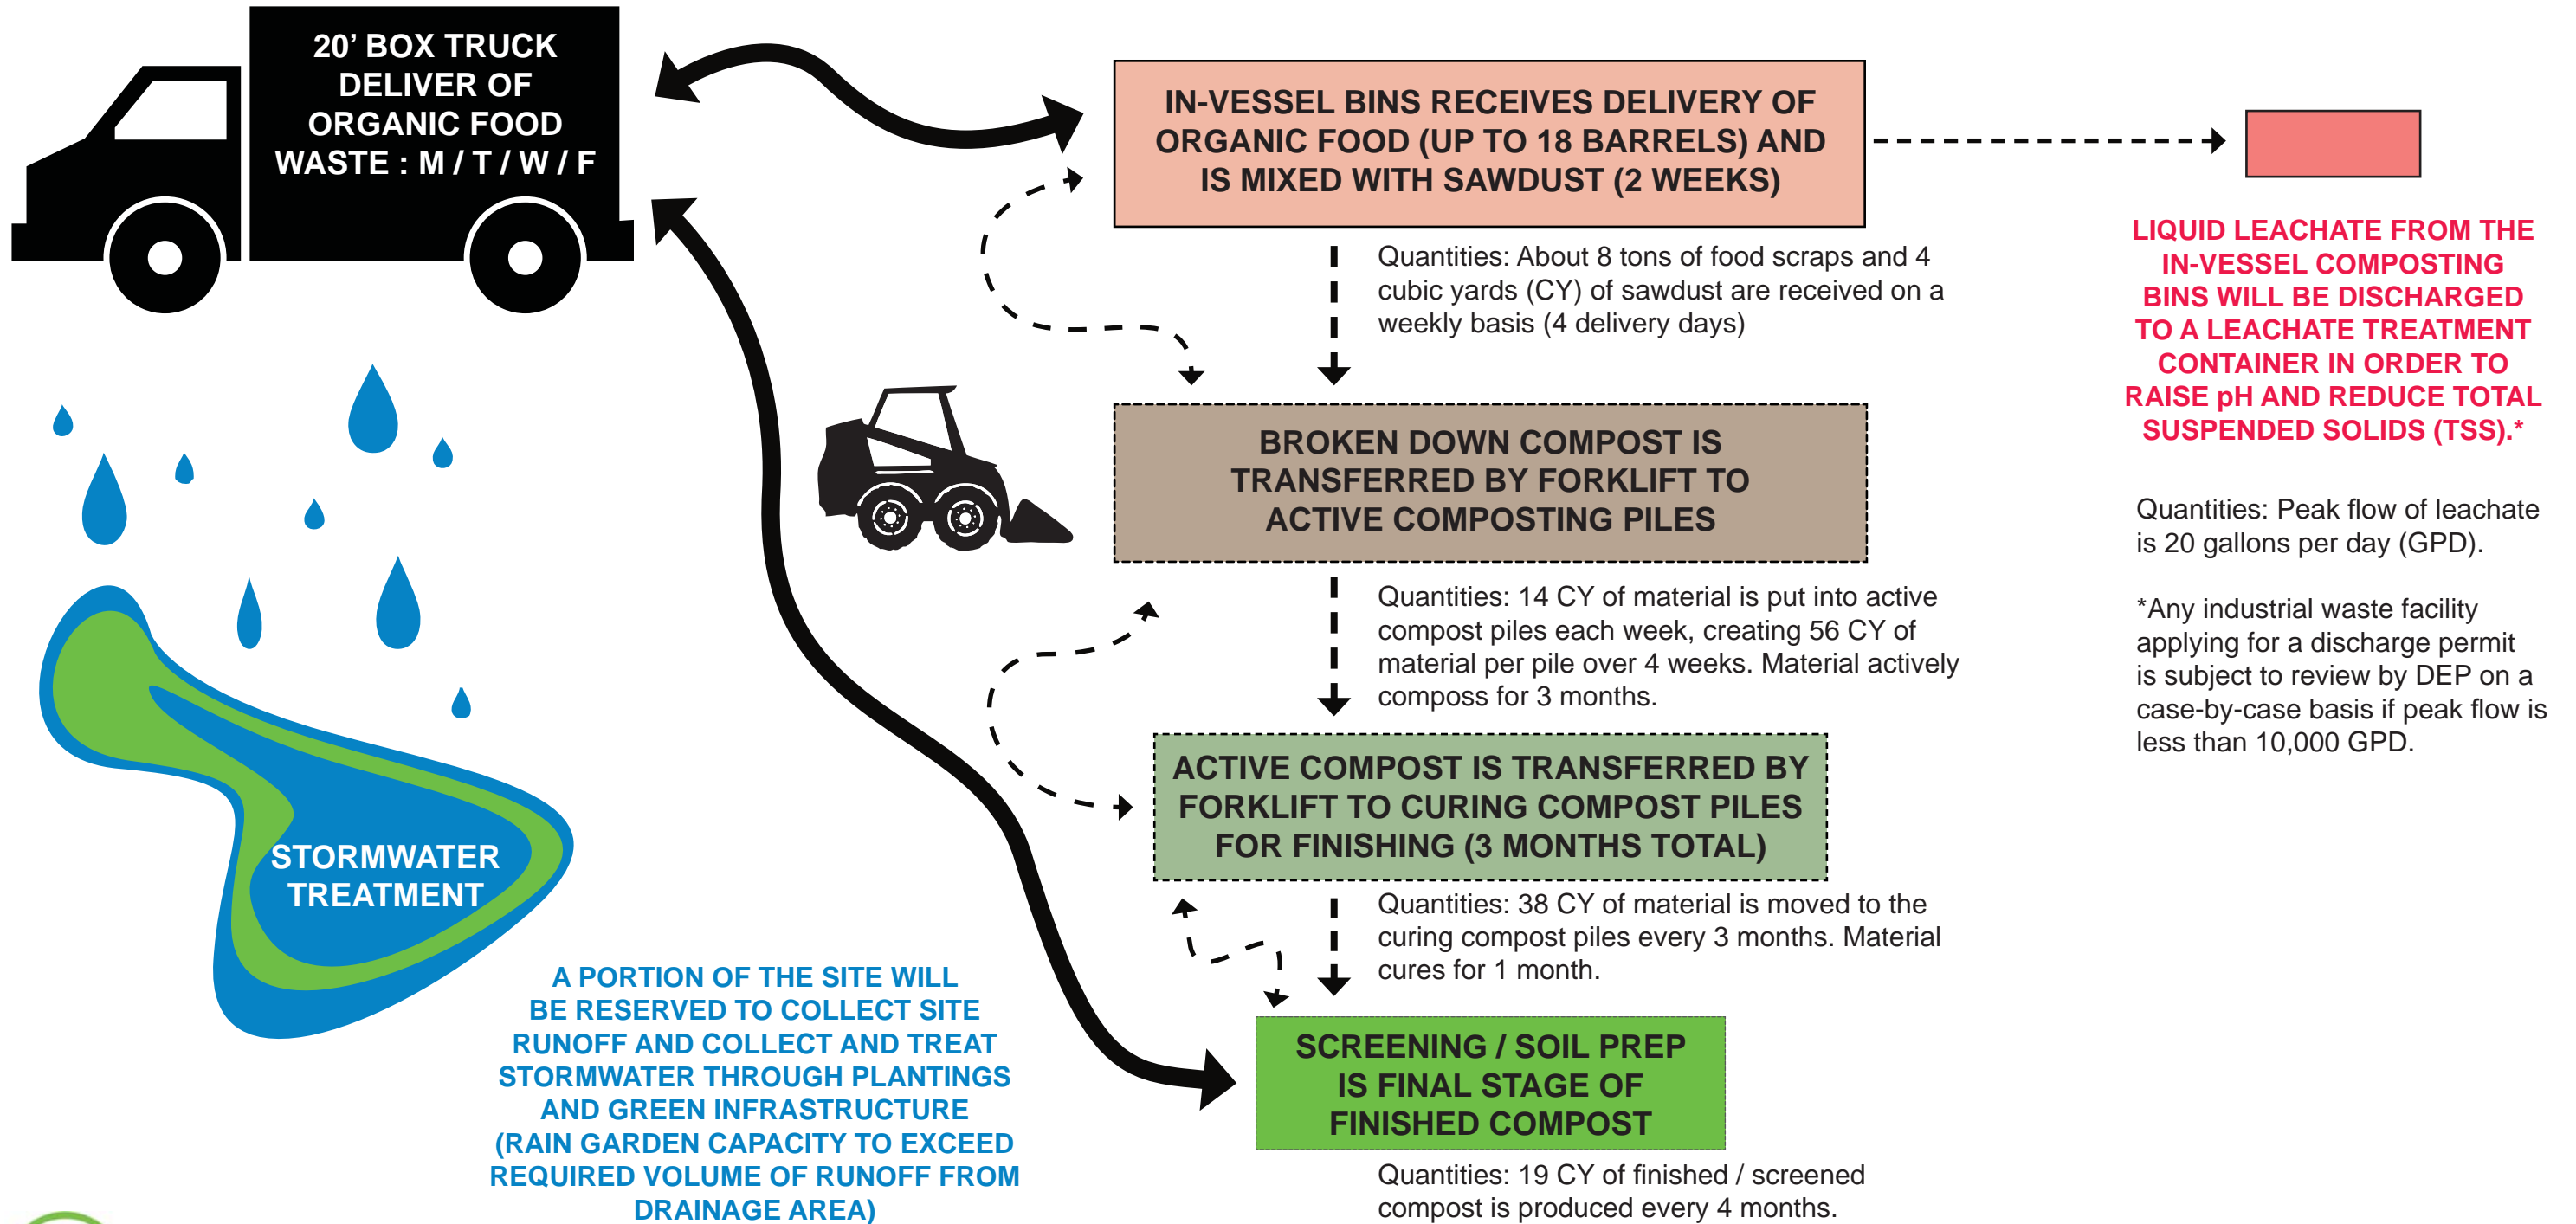 20’ BOX TRUCK
DELIVER OF
ORGANIC FOOD
WASTE : M / T / W / F
IN-VESSEL BINS RECEIVES DELIVERY OF
ORGANIC FOOD (UP TO 18 BARRELS) AND
IS MIXED WITH SAWDUST (2 WEEKS)
Quantities: About 8 tons of food scraps and 4
cubic yards (CY) of sawdust are received on a
weekly basis (4 delivery days)
BROKEN DOWN COMPOST IS
TRANSFERRED BY FORKLIFT TO
ACTIVE COMPOSTING PILES
Quantities: 14 CY of material is put into active
compost piles each week, creating 56 CY of
material per pile over 4 weeks. Material actively
composs for 3 months.
ACTIVE COMPOST IS TRANSFERRED BY
FORKLIFT TO CURING COMPOST PILES
FOR FINISHING (3 MONTHS TOTAL)
Quantities: 38 CY of material is moved to the
curing compost piles every 3 months. Material
cures for 1 month.
SCREENING / SOIL PREP
IS FINAL STAGE OF
FINISHED COMPOST
Quantities: 19 CY of finished / screened
compost is produced every 4 months.
LIQUID LEACHATE FROM THE
IN-VESSEL COMPOSTING
BINS WILL BE DISCHARGED
TO A LEACHATE TREATMENT
CONTAINER IN ORDER TO
RAISE pH AND REDUCE TOTAL
SUSPENDED SOLIDS (TSS).*
Quantities: Peak flow of leachate
is 20 gallons per day (GPD).
*Any industrial waste facility
applying for a discharge permit
is subject to review by DEP on a
case-by-case basis if peak flow is
less than 10,000 GPD.
STORMWATER
TREATMENT
A PORTION OF THE SITE WILL
BE RESERVED TO COLLECT SITE
RUNOFF AND COLLECT AND TREAT
STORMWATER THROUGH PLANTINGS
AND GREEN INFRASTRUCTURE
(RAIN GARDEN CAPACITY TO EXCEED
REQUIRED VOLUME OF RUNOFF FROM
DRAINAGE AREA)